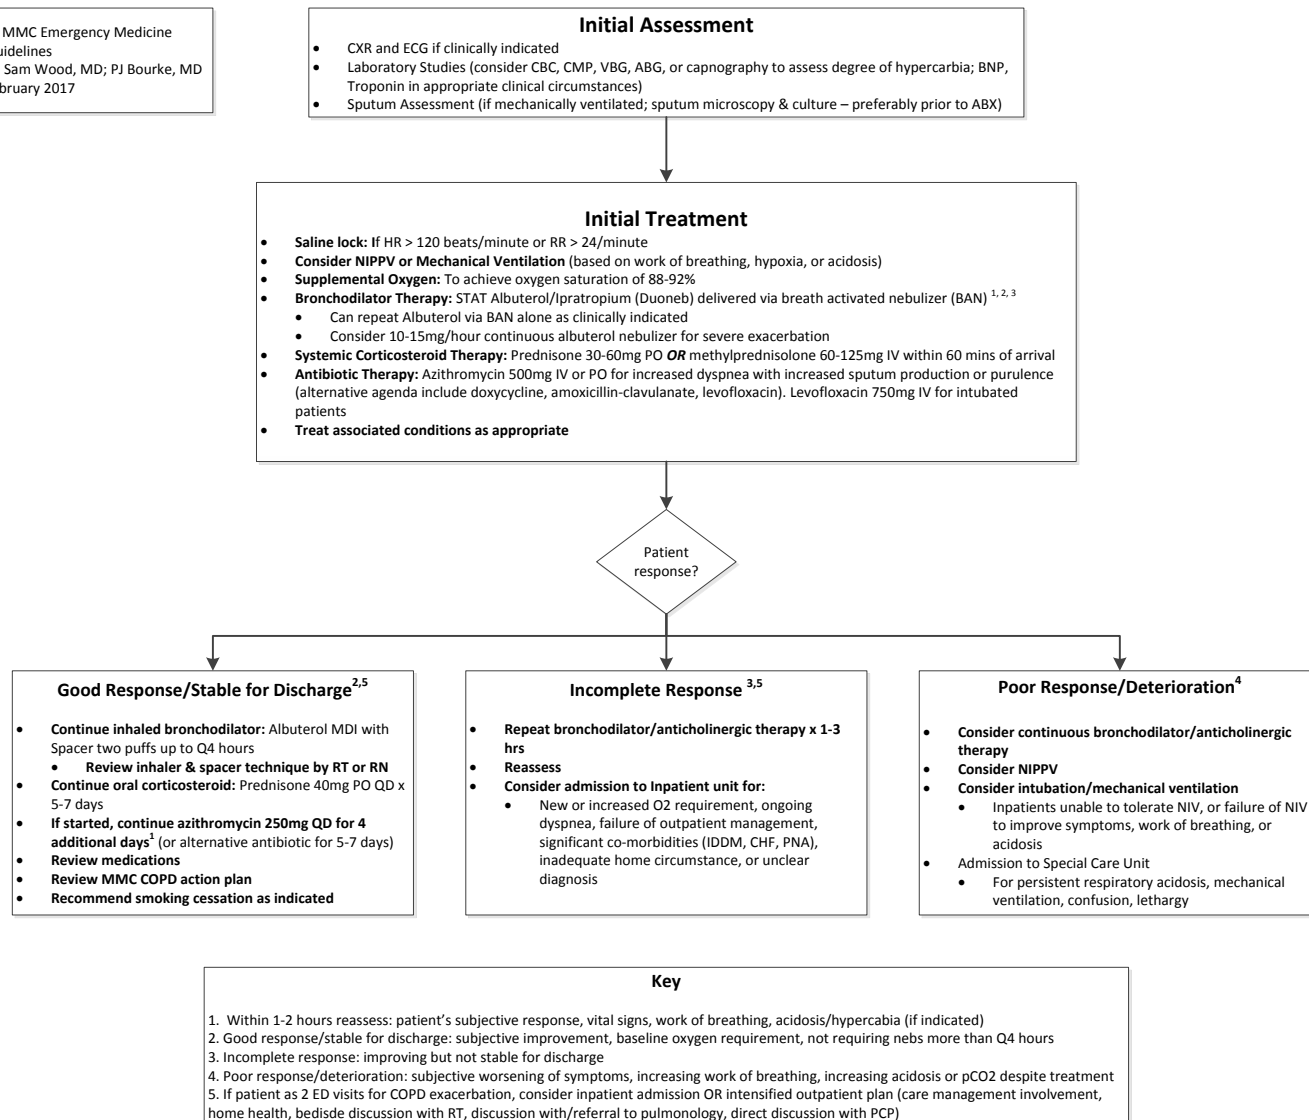 MMC Emergency Medicine
uidelines
Sam Wood, MD; PJ Bourke, MD
bruary 2017
Initial Assessment
• CXR and ECG if clinically indicated
• Laboratory Studies (consider CBC, CMP, VBG, ABG, or capnography to assess degree of hypercarbia; BNP,
Troponin in appropriate clinical circumstances)
• Sputum Assessment (if mechanically ventilated; sputum microscopy & culture – preferably prior to ABX)
Initial Treatment
• Saline lock: If HR > 120 beats/minute or RR > 24/minute
• Consider NIPPV or Mechanical Ventilation (based on work of breathing, hypoxia, or acidosis)
• Supplemental Oxygen: To achieve oxygen saturation of 88-92%
• Bronchodilator Therapy: STAT Albuterol/Ipratropium (Duoneb) delivered via breath activated nebulizer (BAN) 1, 2, 3
• Can repeat Albuterol via BAN alone as clinically indicated
• Consider 10-15mg/hour continuous albuterol nebulizer for severe exacerbation
• Systemic Corticosteroid Therapy: Prednisone 30-60mg PO OR methylprednisolone 60-125mg IV within 60 mins of arrival
• Antibiotic Therapy: Azithromycin 500mg IV or PO for increased dyspnea with increased sputum production or purulence
(alternative agenda include doxycycline, amoxicillin-clavulanate, levofloxacin). Levofloxacin 750mg IV for intubated
patients
• Treat associated conditions as appropriate
Patient
response?
Good Response/Stable for Discharge2,5
• Continue inhaled bronchodilator: Albuterol MDI with
Spacer two puffs up to Q4 hours
• Review inhaler & spacer technique by RT or RN
• Continue oral corticosteroid: Prednisone 40mg PO QD x
5-7 days
• If started, continue azithromycin 250mg QD for 4
additional days1 (or alternative antibiotic for 5-7 days)
• Review medications
• Review MMC COPD action plan
• Recommend smoking cessation as indicated
Incomplete Response 3,5
• Repeat bronchodilator/anticholinergic therapy x 1-3
hrs
• Reassess
• Consider admission to Inpatient unit for:
• New or increased O2 requirement, ongoing
dyspnea, failure of outpatient management,
significant co-morbidities (IDDM, CHF, PNA),
inadequate home circumstance, or unclear
diagnosis
Poor Response/Deterioration4
• Consider continuous bronchodilator/anticholinergic
therapy
• Consider NIPPV
• Consider intubation/mechanical ventilation
• Inpatients unable to tolerate NIV, or failure of NIV
to improve symptoms, work of breathing, or
acidosis
• Admission to Special Care Unit
• For persistent respiratory acidosis, mechanical
ventilation, confusion, lethargy
Key
1. Within 1-2 hours reassess: patient's subjective response, vital signs, work of breathing, acidosis/hypercabia (if indicated)
2. Good response/stable for discharge: subjective improvement, baseline oxygen requirement, not requiring nebs more than Q4 hours
3. Incomplete response: improving but not stable for discharge
4. Poor response/deterioration: subjective worsening of symptoms, increasing work of breathing, increasing acidosis or pCO2 despite treatment
5. If patient as 2 ED visits for COPD exacerbation, consider inpatient admission OR intensified outpatient plan (care management involvement,
home health, bedisde discussion with RT, discussion with/referral to pulmonology, direct discussion with PCP)